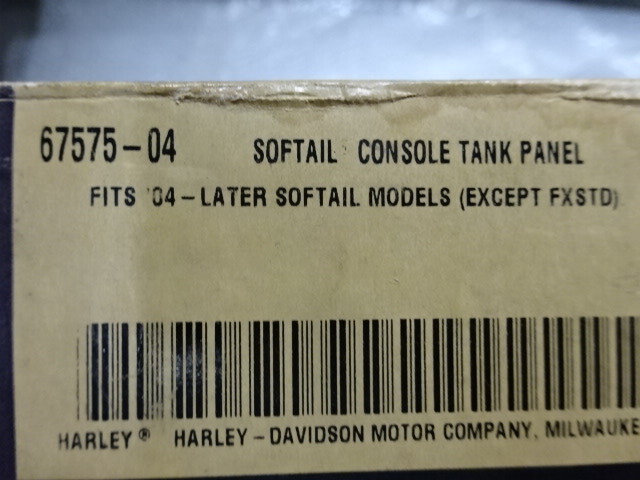 67575-04 SOFTAIL CONSOLE TANK PANEL
FITS '04-LATER SOFTAIL MODELS (EXCEPT FXSTD)
HARLEY® HARLEY-DAVIDSON MOTOR COMPANY, MILWAUKE